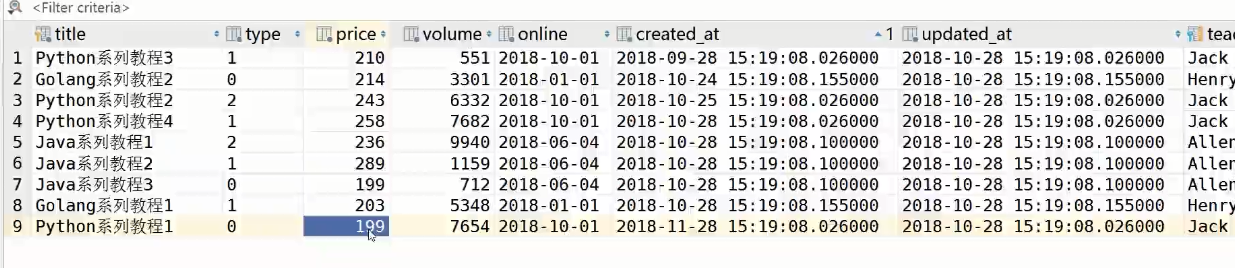 <Filter criteria>
title type price volume online created_at 1 updated_at teac
1 Python系列教程3 1 210 551 2018-10-01 2018-09-28 15:19:08.026000 2018-10-28 15:19:08.026000 Jack
2 Golang系列教程2 0 214 3301 2018-01-01 2018-10-24 15:19:08.155000 2018-10-28 15:19:08.155000 Henry
3 Python系列教程2 2 243 6332 2018-10-01 2018-10-25 15:19:08.026000 2018-10-28 15:19:08.026000 Jack
4 Python系列教程4 1 258 7682 2018-10-01 2018-10-28 15:19:08.026000 2018-10-28 15:19:08.026000 Jack
5 Java系列教程1 2 236 9940 2018-06-04 2018-10-28 15:19:08.100000 2018-10-28 15:19:08.100000 Allen
6 Java系列教程2 1 289 1159 2018-06-04 2018-10-28 15:19:08.100000 2018-10-28 15:19:08.100000 Allen
7 Java系列教程3 0 199 712 2018-06-04 2018-10-28 15:19:08.100000 2018-10-28 15:19:08.100000 Allen
8 Golang系列教程1 1 203 5348 2018-01-01 2018-10-28 15:19:08.155000 2018-10-28 15:19:08.155000 Henry
9 Python系列教程1 0 199 7654 2018-10-01 2018-11-28 15:19:08.026000 2018-10-28 15:19:08.026000 Jack